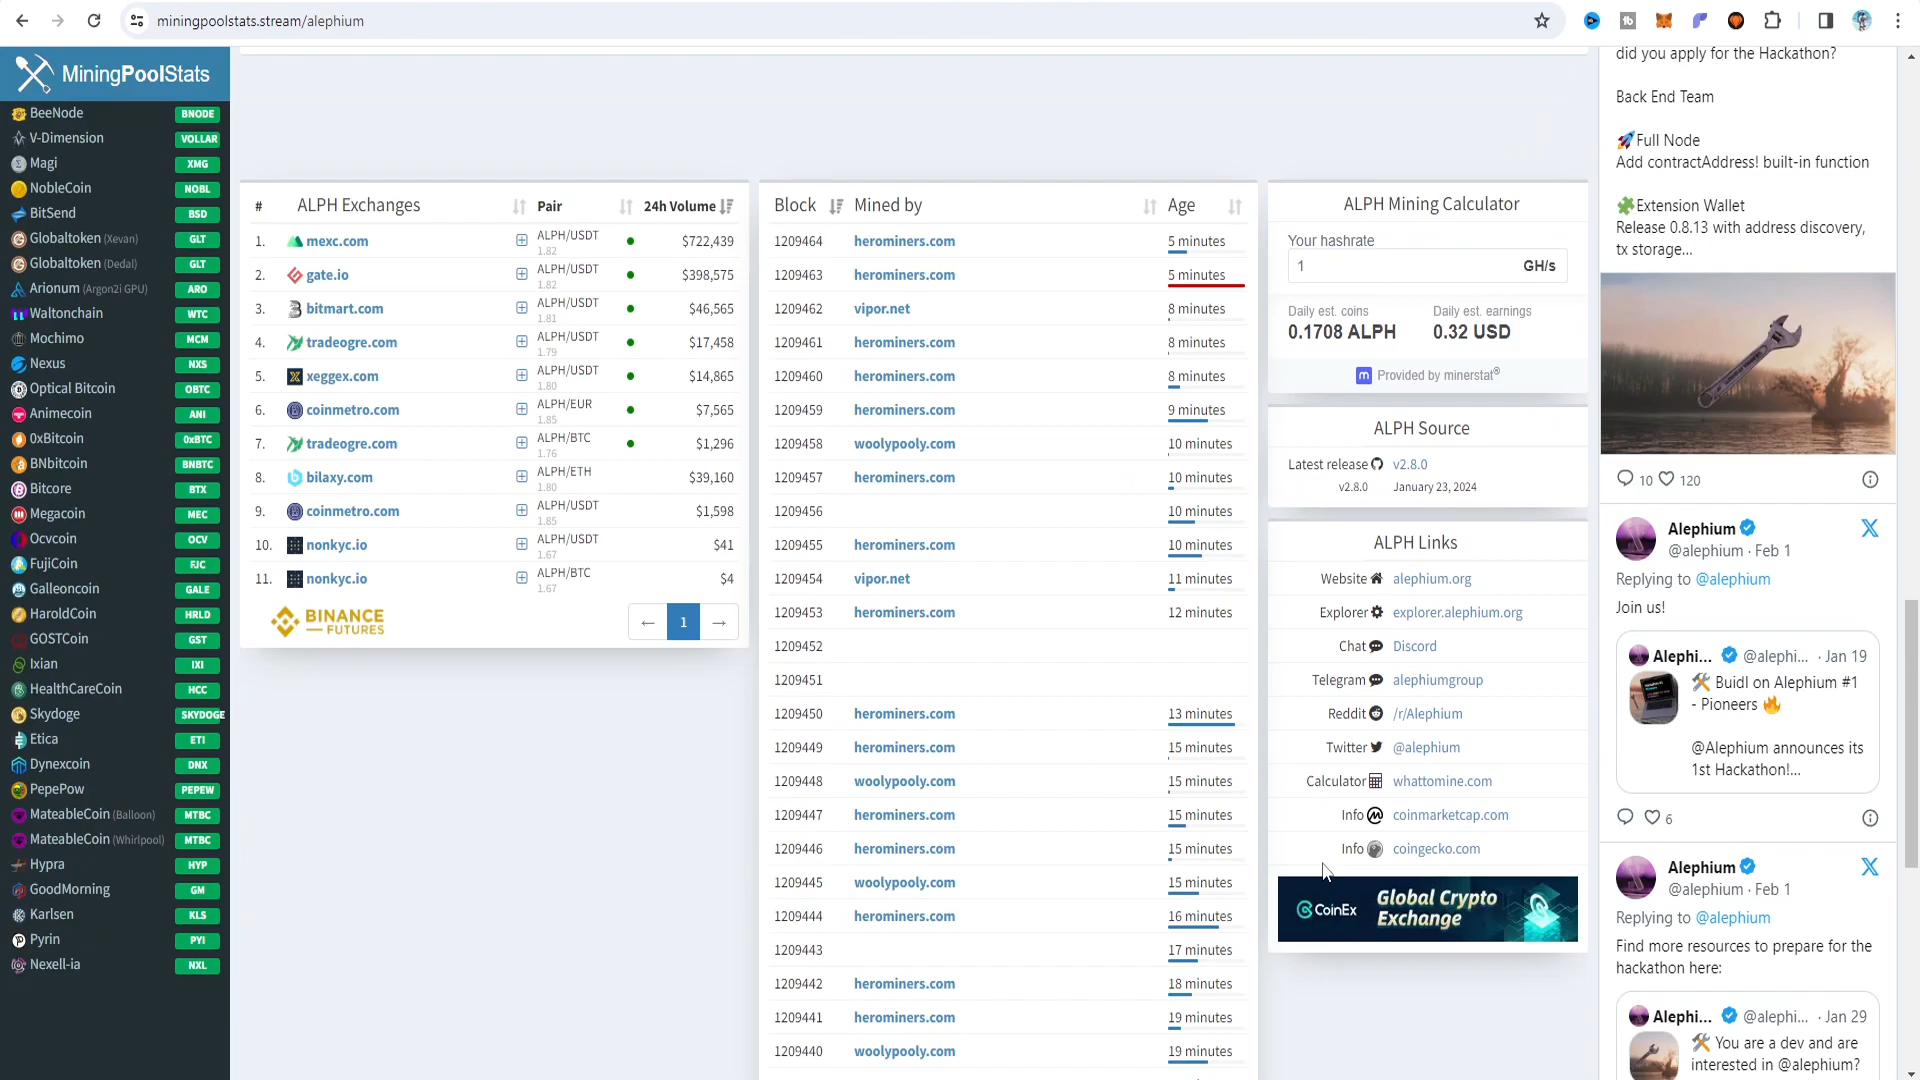 miningpoolstats.stream/alephium
MiningPoolStats
BeeNode BNODE
V-Dimension VOLLAR
Magi XMG
NobleCoin NOBL
BitSend BSD
Globaltoken (Xevan) GLT
Globaltoken (Dedal) GLT
Arionum (Argon2i GPU) ARO
Waltonchain WTC
Mochimo MCM
Nexus NXS
Optical Bitcoin OBTC
Animecoin ANI
0xBitcoin 0xBTC
BNbitcoin BNBTC
Bitcore BTX
Megacoin MEC
Ocvcoin OCV
FujiCoin FJC
Galleoncoin GALE
HaroldCoin HRLD
GOSTCoin GST
Ixian IXI
HealthCareCoin HCC
Skydoge SKYDOGE
Etica ETI
Dynexcoin DNX
PepePow PEPEW
MateableCoin (Balloon) MTBC
MateableCoin (Whirlpool) MTBC
Hypra HYP
GoodMorning GM
Karlsen KLS
Pyrin PYI
Nexell-ia NXL
# ALPH Exchanges Pair 24h Volume
1. mexc.com ALPH/USDT $722,439
1.82
2. gate.io ALPH/USDT $398,575
1.82
3. bitmart.com ALPH/USDT $46,565
1.81
4. tradeogre.com ALPH/USDT $17,458
1.79
5. xeggex.com ALPH/USDT $14,865
1.80
6. coinmetro.com ALPH/EUR $7,565
1.85
7. tradeogre.com ALPH/BTC $1,296
1.76
8. bilaxy.com ALPH/ETH $39,160
1.80
9. coinmetro.com ALPH/USDT $1,598
1.85
10. nonkyc.io ALPH/USDT $41
1.67
11. nonkyc.io ALPH/BTC $4
1.67
BINANCE
FUTURES
← 1 →
Block Mined by Age
1209464 herominers.com 5 minutes
1209463 herominers.com 5 minutes
1209462 vipor.net 8 minutes
1209461 herominers.com 8 minutes
1209460 herominers.com 8 minutes
1209459 herominers.com 9 minutes
1209458 woolypooly.com 10 minutes
1209457 herominers.com 10 minutes
1209456 10 minutes
1209455 herominers.com 10 minutes
1209454 vipor.net 11 minutes
1209453 herominers.com 12 minutes
1209452
1209451
1209450 herominers.com 13 minutes
1209449 herominers.com 15 minutes
1209448 woolypooly.com 15 minutes
1209447 herominers.com 15 minutes
1209446 herominers.com 15 minutes
1209445 woolypooly.com 15 minutes
1209444 herominers.com 16 minutes
1209443 17 minutes
1209442 herominers.com 18 minutes
1209441 herominers.com 19 minutes
1209440 woolypooly.com 19 minutes
ALPH Mining Calculator
Your hashrate
1 GH/s
Daily est. coins Daily est. earnings
0.1708 ALPH 0.32 USD
m Provided by minerstat®
ALPH Source
Latest release v2.8.0
v2.8.0 January 23, 2024
ALPH Links
Website alephium.org
Explorer explorer.alephium.org
Chat Discord
Telegram alephiumgroup
Reddit /r/Alephium
Twitter @alephium
Calculator whattomine.com
Info coinmarketcap.com
Info coingecko.com
CoinEx Global Crypto
Exchange
did you apply for the Hackathon?
Back End Team
🚀Full Node
Add contractAddress! built-in function
🧩Extension Wallet
Release 0.8.13 with address discovery,
tx storage...
10 120
Alephium
@alephium · Feb 1
Replying to @alephium
Join us!
Alephi... @alephi... · Jan 19
🛠 Buidl on Alephium #1
- Pioneers 🔥
@Alephium announces its
1st Hackathon!...
6
Alephium
@alephium · Feb 1
Replying to @alephium
Find more resources to prepare for the
hackathon here:
Alephi... @alephi... · Jan 29
🛠 You are a dev and are
interested in @alephium?